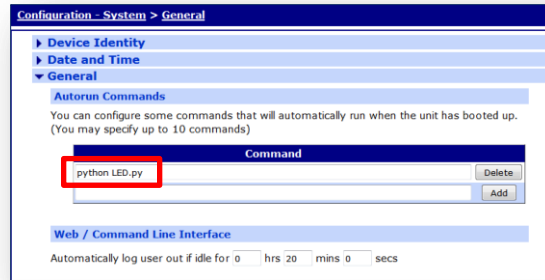 Configuration - System > General
Device Identity
Date and Time
General
Autorun Commands
You can configure some commands that will automatically run when the unit has booted up.
(You may specify up to 10 commands)
Command
python LED.py Delete
Add
Web / Command Line Interface
Automatically log user out if idle for 0 hrs 20 mins 0 secs